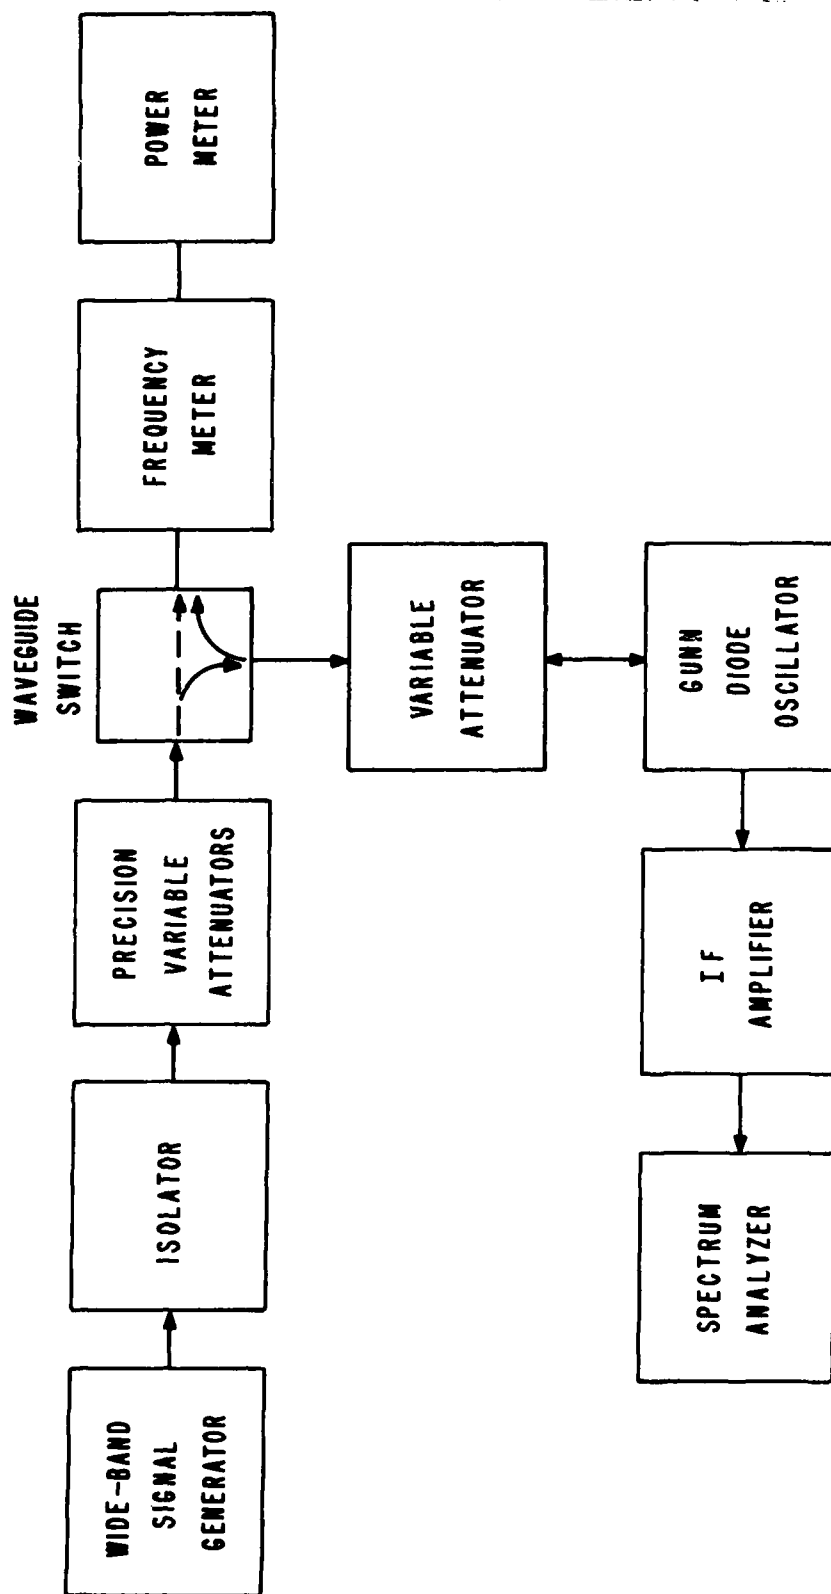 WIDE-BAND
SIGNAL
GENERATOR
ISOLATOR
PRECISION
VARIABLE
ATTENUATORS
WAVEGUIDE
SWITCH
FREQUENCY
METER
POWER
METER
VARIABLE
ATTENUATOR
SPECTRUM
ANALYZER
IF
AMPLIFIER
GUNN
DIODE
OSCILLATOR